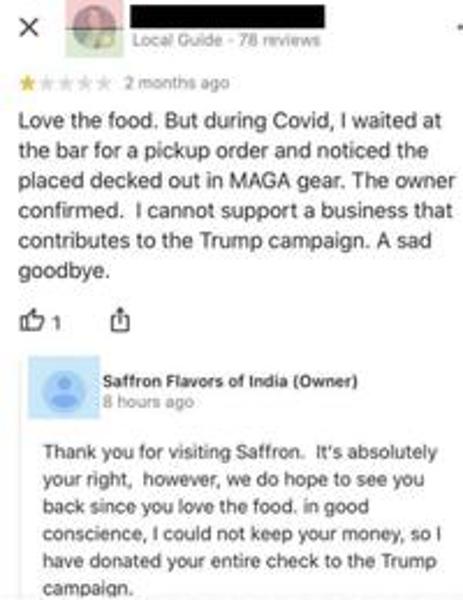 Local Guide - 78 reviews
2 months ago
Love the food. But during Covid, I waited at
the bar for a pickup order and noticed the
placed decked out in MAGA gear. The owner
confirmed. I cannot support a business that
contributes to the Trump campaign. A sad
goodbye.
1
Saffron Flavors of India (Owner)
8 hours ago
Thank you for visiting Saffron. It's absolutely
your right, however, we do hope to see you
back since you love the food. in good
conscience, I could not keep your money, so I
have donated your entire check to the Trump
campaign.